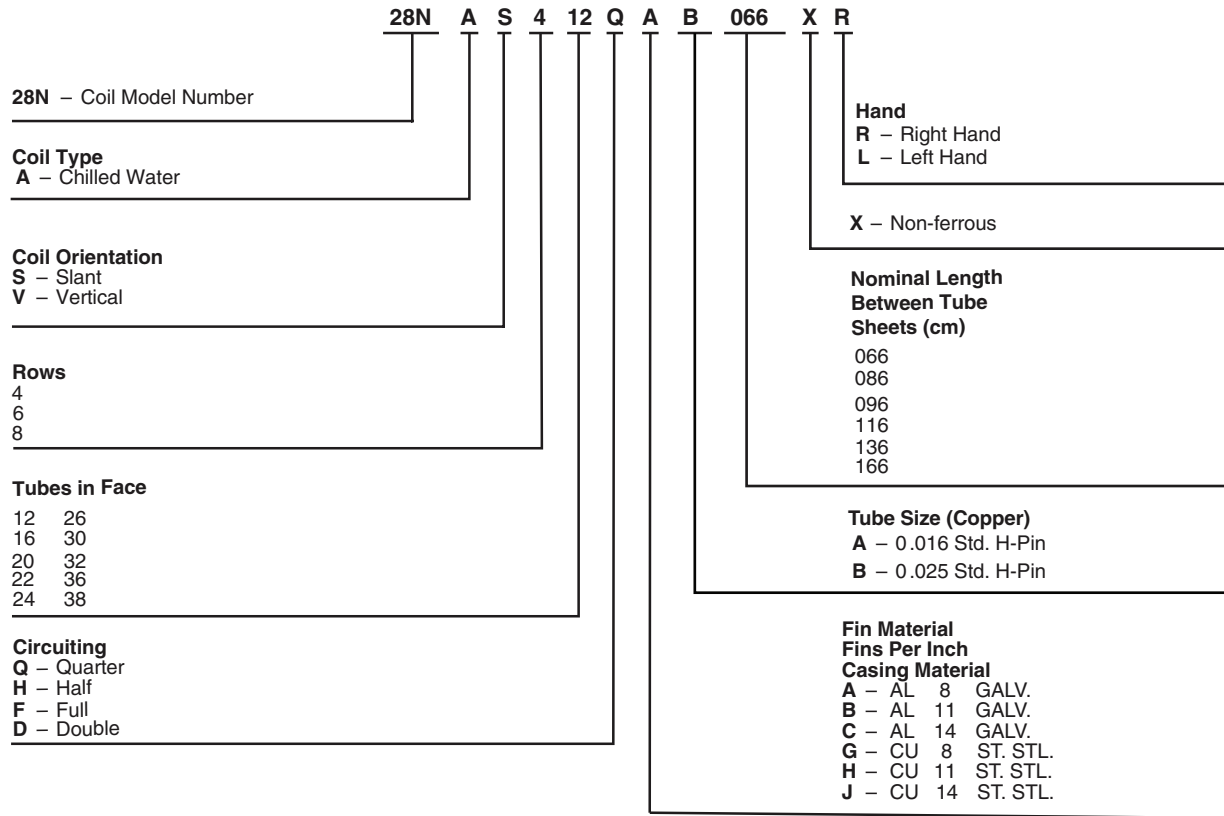 28N A S 4 12 Q A B 066 X R
28N – Coil Model Number
Coil Type
A – Chilled Water
Coil Orientation
S – Slant
V – Vertical
Rows
4
6
8
Tubes in Face
12 26
16 30
20 32
22 36
24 38
Circuiting
Q – Quarter
H – Half
F – Full
D – Double
Hand
R – Right Hand
L – Left Hand
X – Non-ferrous
Nominal Length
Between Tube
Sheets (cm)
066
086
096
116
136
166
Tube Size (Copper)
A – 0.016 Std. H-Pin
B – 0.025 Std. H-Pin
Fin Material
Fins Per Inch
Casing Material
A – AL 8 GALV.
B – AL 11 GALV.
C – AL 14 GALV.
G – CU 8 ST. STL.
H – CU 11 ST. STL.
J – CU 14 ST. STL.